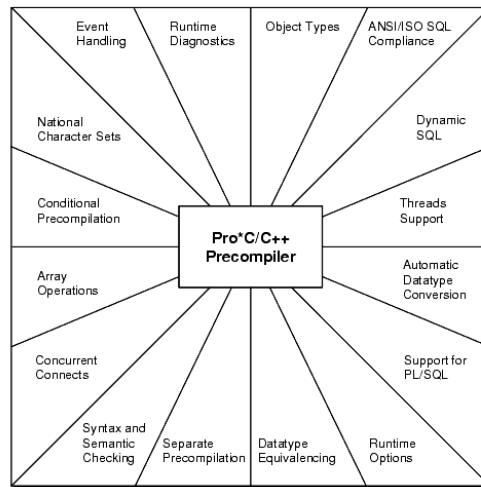 Event
Handling
Runtime
Diagnostics
Object Types
ANSI/ISO SQL
Compliance
National
Character Sets
Dynamic
SQL
Conditional
Precompilation
Threads
Support
Pro*C/C++
Precompiler
Array
Operations
Automatic
Datatype
Conversion
Concurrent
Connects
Support for
PL/SQL
Syntax and
Semantic
Checking
Separate
Precompilation
Datatype
Equivalencing
Runtime
Options